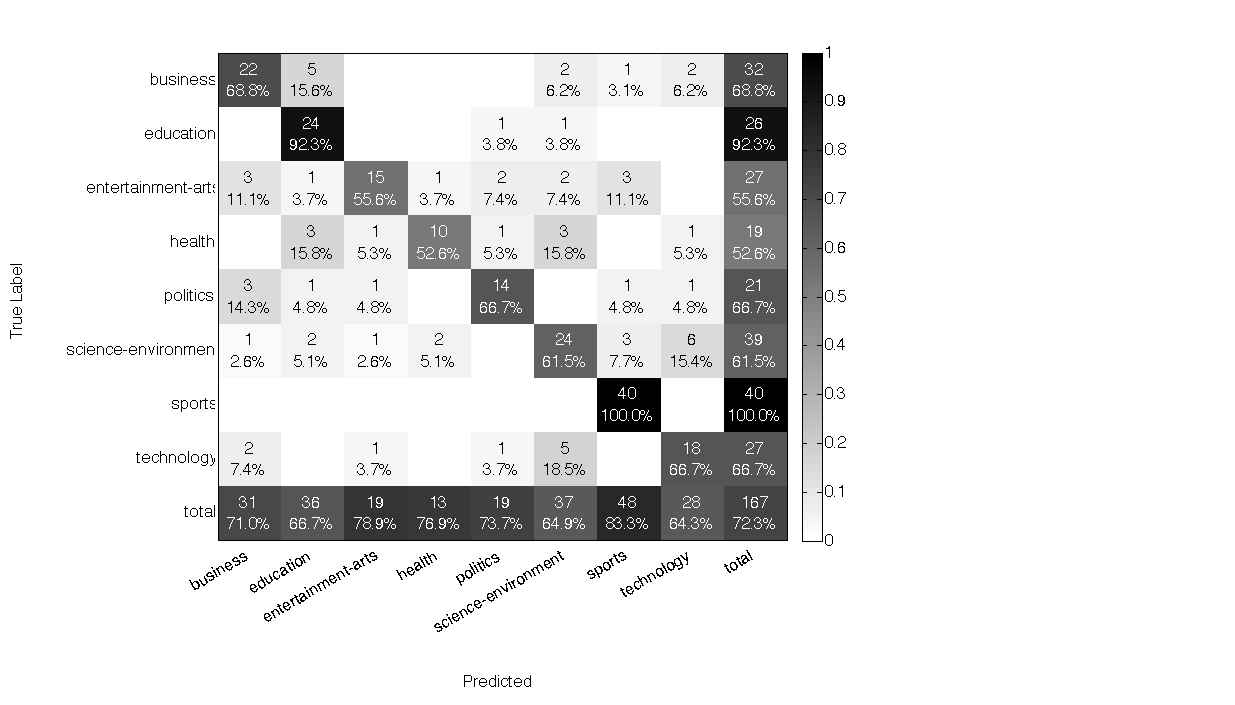 1
business 22 5 2 1 2 32
68.8% 15.6% 6.2% 3.1% 6.2% 68.8%
0.9
education 24 1 1 26
92.3% 3.8% 3.8% 92.3%
0.8
entertainment-arts 3 1 15 1 2 2 3 27
11.1% 3.7% 55.6% 3.7% 7.4% 7.4% 11.1% 55.6%
0.7
health 3 1 10 1 3 1 19
15.8% 5.3% 52.6% 5.3% 15.8% 5.3% 52.6%
0.6
politics 3 1 1 14 1 1 21
14.3% 4.8% 4.8% 66.7% 4.8% 4.8% 66.7%
0.5
True Label
science-environmen 1 2 1 2 24 3 6 39
2.6% 5.1% 2.6% 5.1% 61.5% 7.7% 15.4% 61.5%
0.4
sports 40 40
100.0% 100.0%
0.3
0.2
technology 2 1 1 5 18 27
7.4% 3.7% 3.7% 18.5% 66.7% 66.7%
0.1
total 31 36 19 13 19 37 48 28 167
71.0% 66.7% 78.9% 76.9% 73.7% 64.9% 83.3% 64.3% 72.3%
0
business education entertainment-arts health politics science-environment sports technology total
Predicted